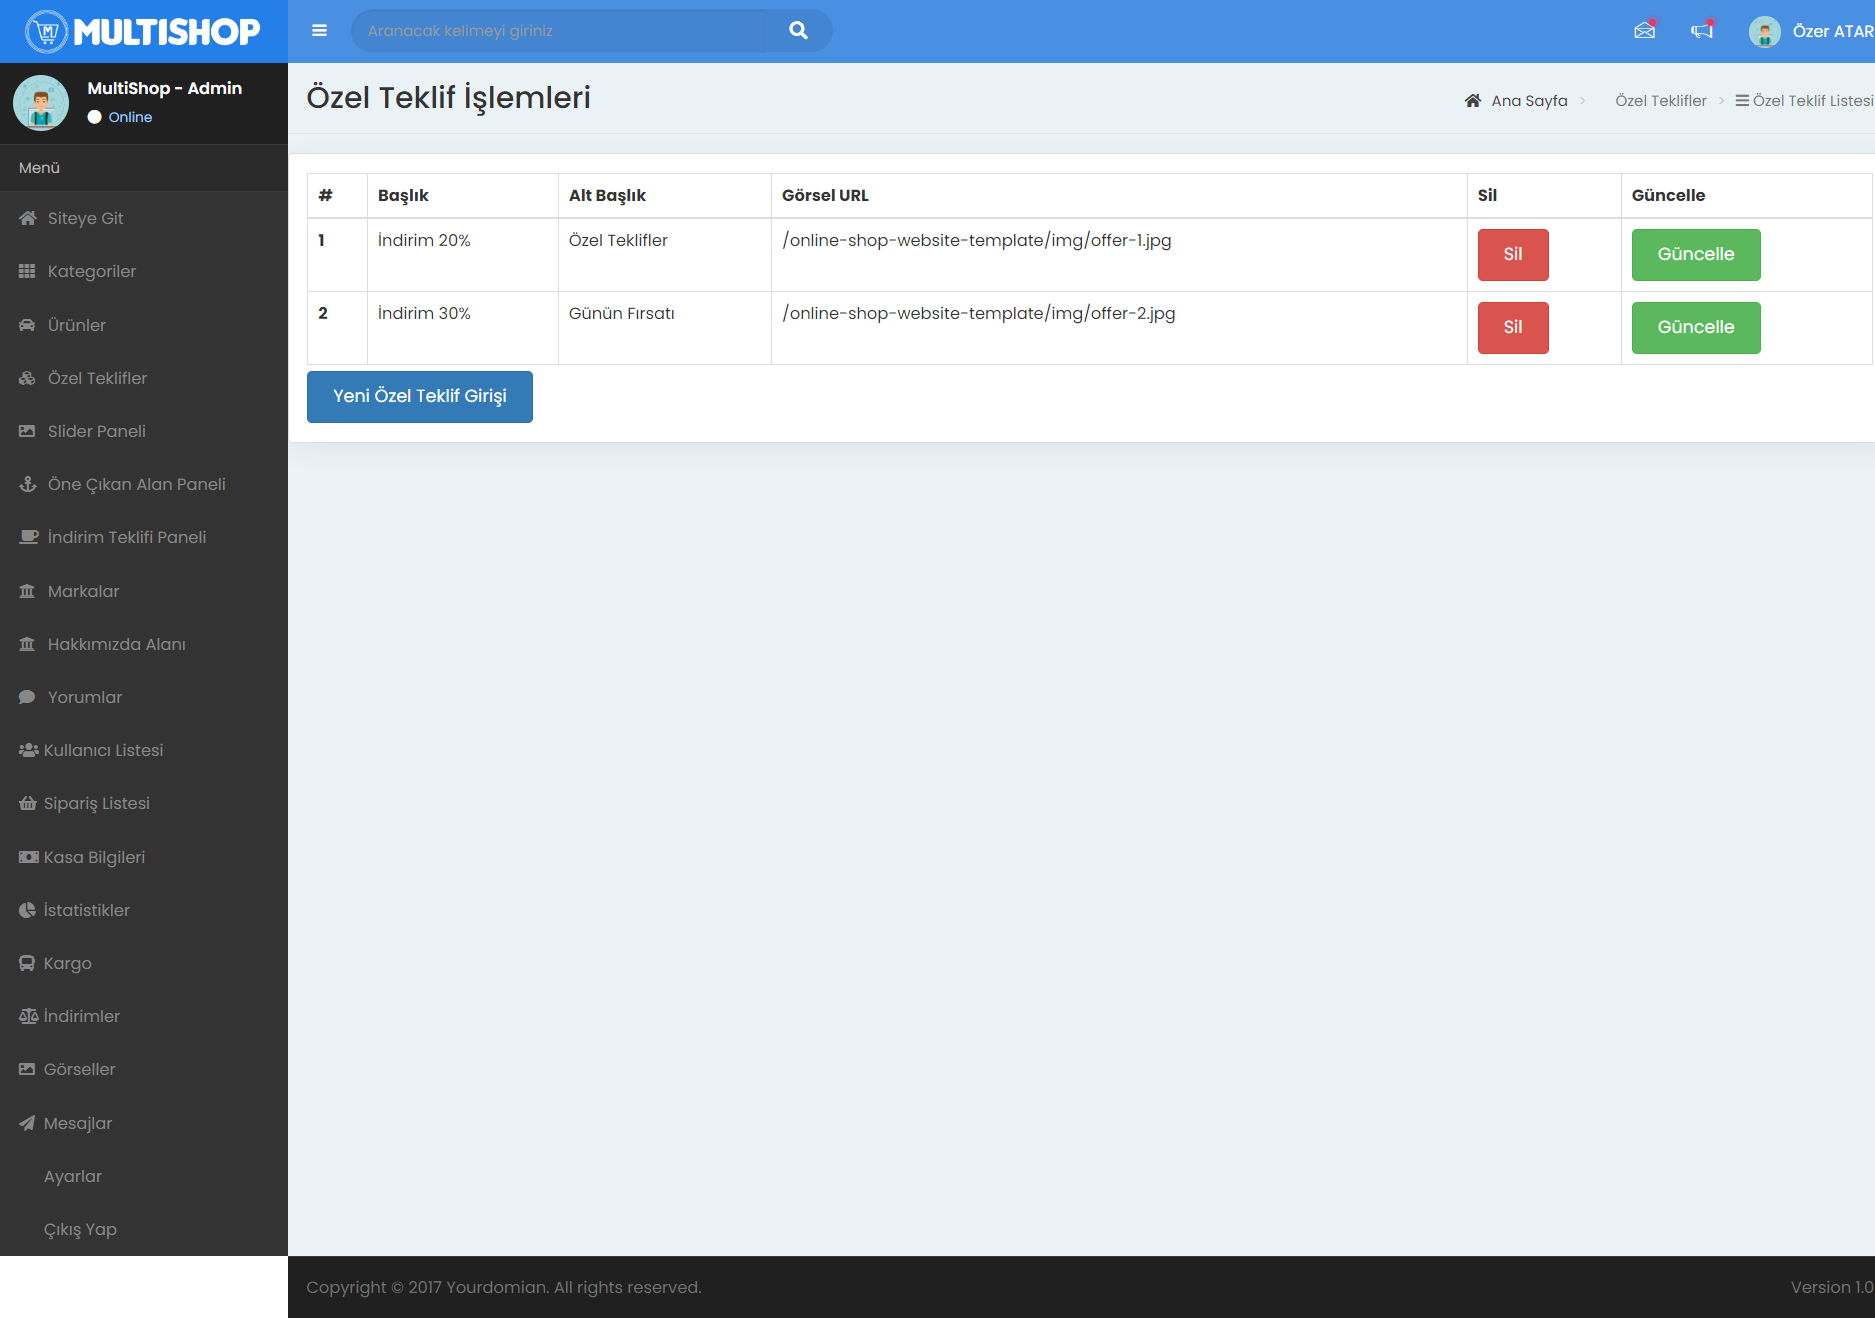 MULTISHOP
Aranacak kelimeyi giriniz
Özer ATAR
MultiShop - Admin
Online
Menü
Siteye Git
Kategoriler
Ürünler
Özel Teklifler
Slider Paneli
Öne Çıkan Alan Paneli
İndirim Teklifi Paneli
Markalar
Hakkımızda Alanı
Yorumlar
Kullanıcı Listesi
Sipariş Listesi
Kasa Bilgileri
İstatistikler
Kargo
İndirimler
Görseller
Mesajlar
Ayarlar
Çıkış Yap
Özel Teklif İşlemleri
Ana Sayfa > Özel Teklifler > Özel Teklif Listesi
# Başlık Alt Başlık Görsel URL Sil Güncelle
1 İndirim 20% Özel Teklifler /online-shop-website-template/img/offer-1.jpg Sil Güncelle
2 İndirim 30% Günün Fırsatı /online-shop-website-template/img/offer-2.jpg Sil Güncelle
Yeni Özel Teklif Girişi
Copyright © 2017 Yourdomian. All rights reserved.
Version 1.0